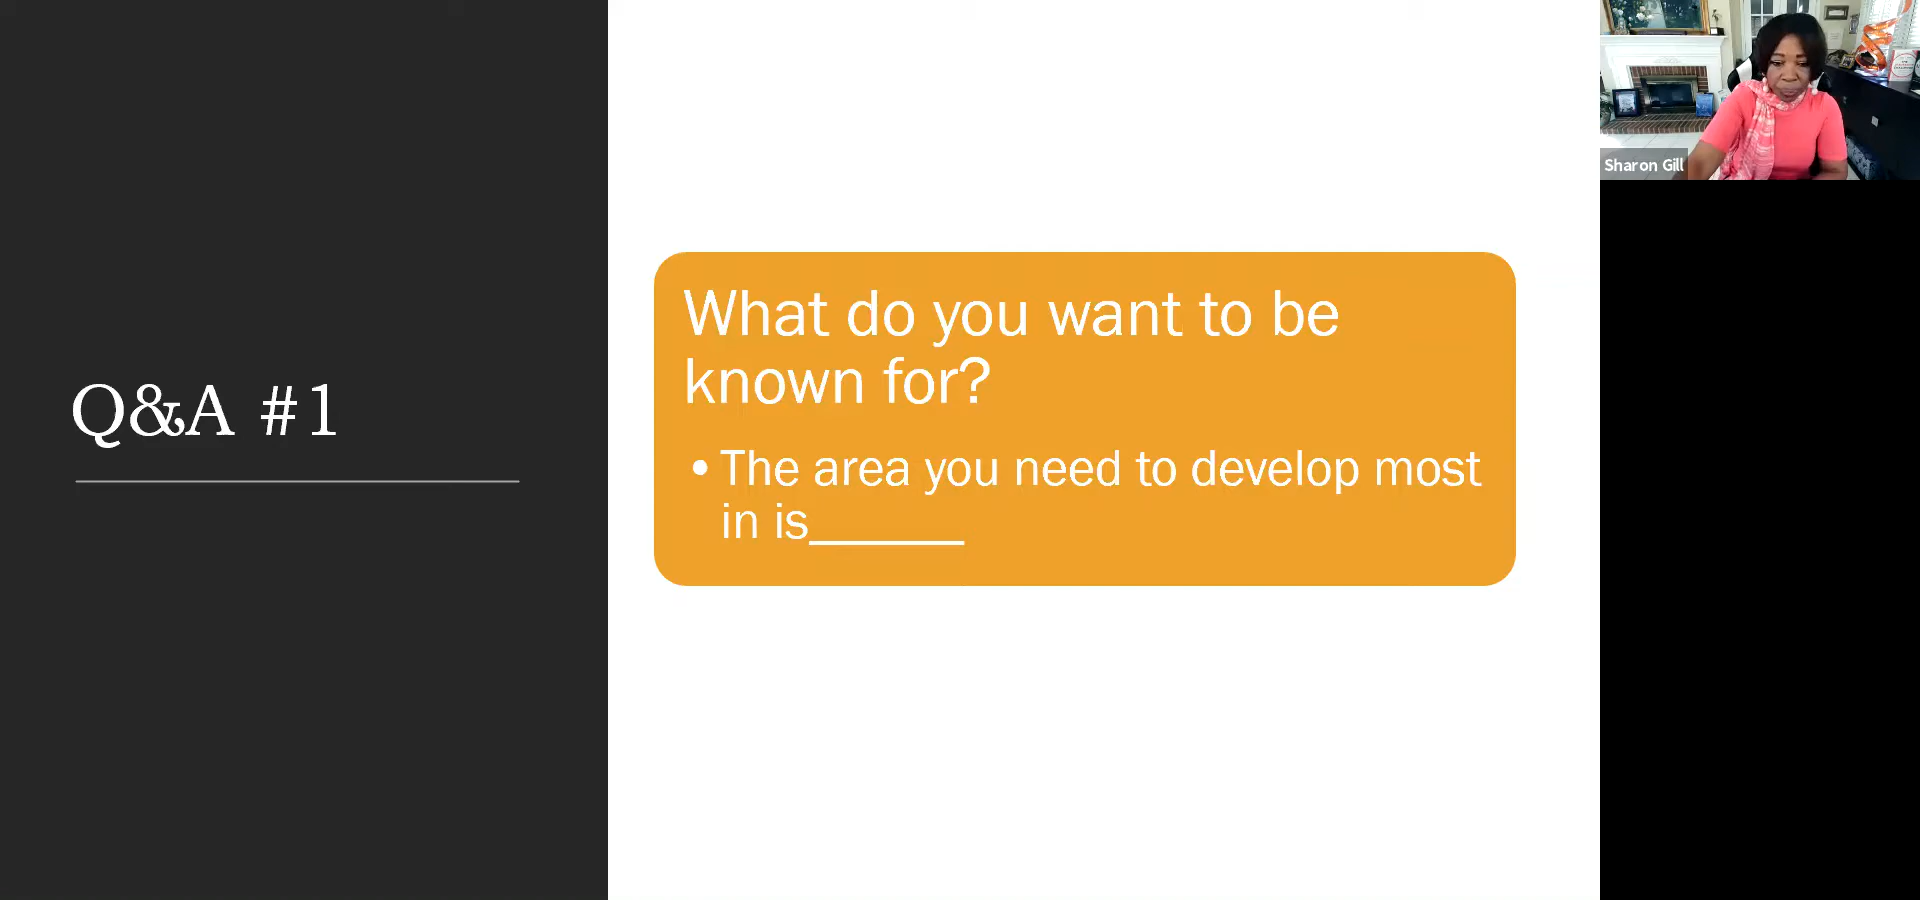 Q&A #1
What do you want to be
known for?
• The area you need to develop most
in is______
Sharon Gill